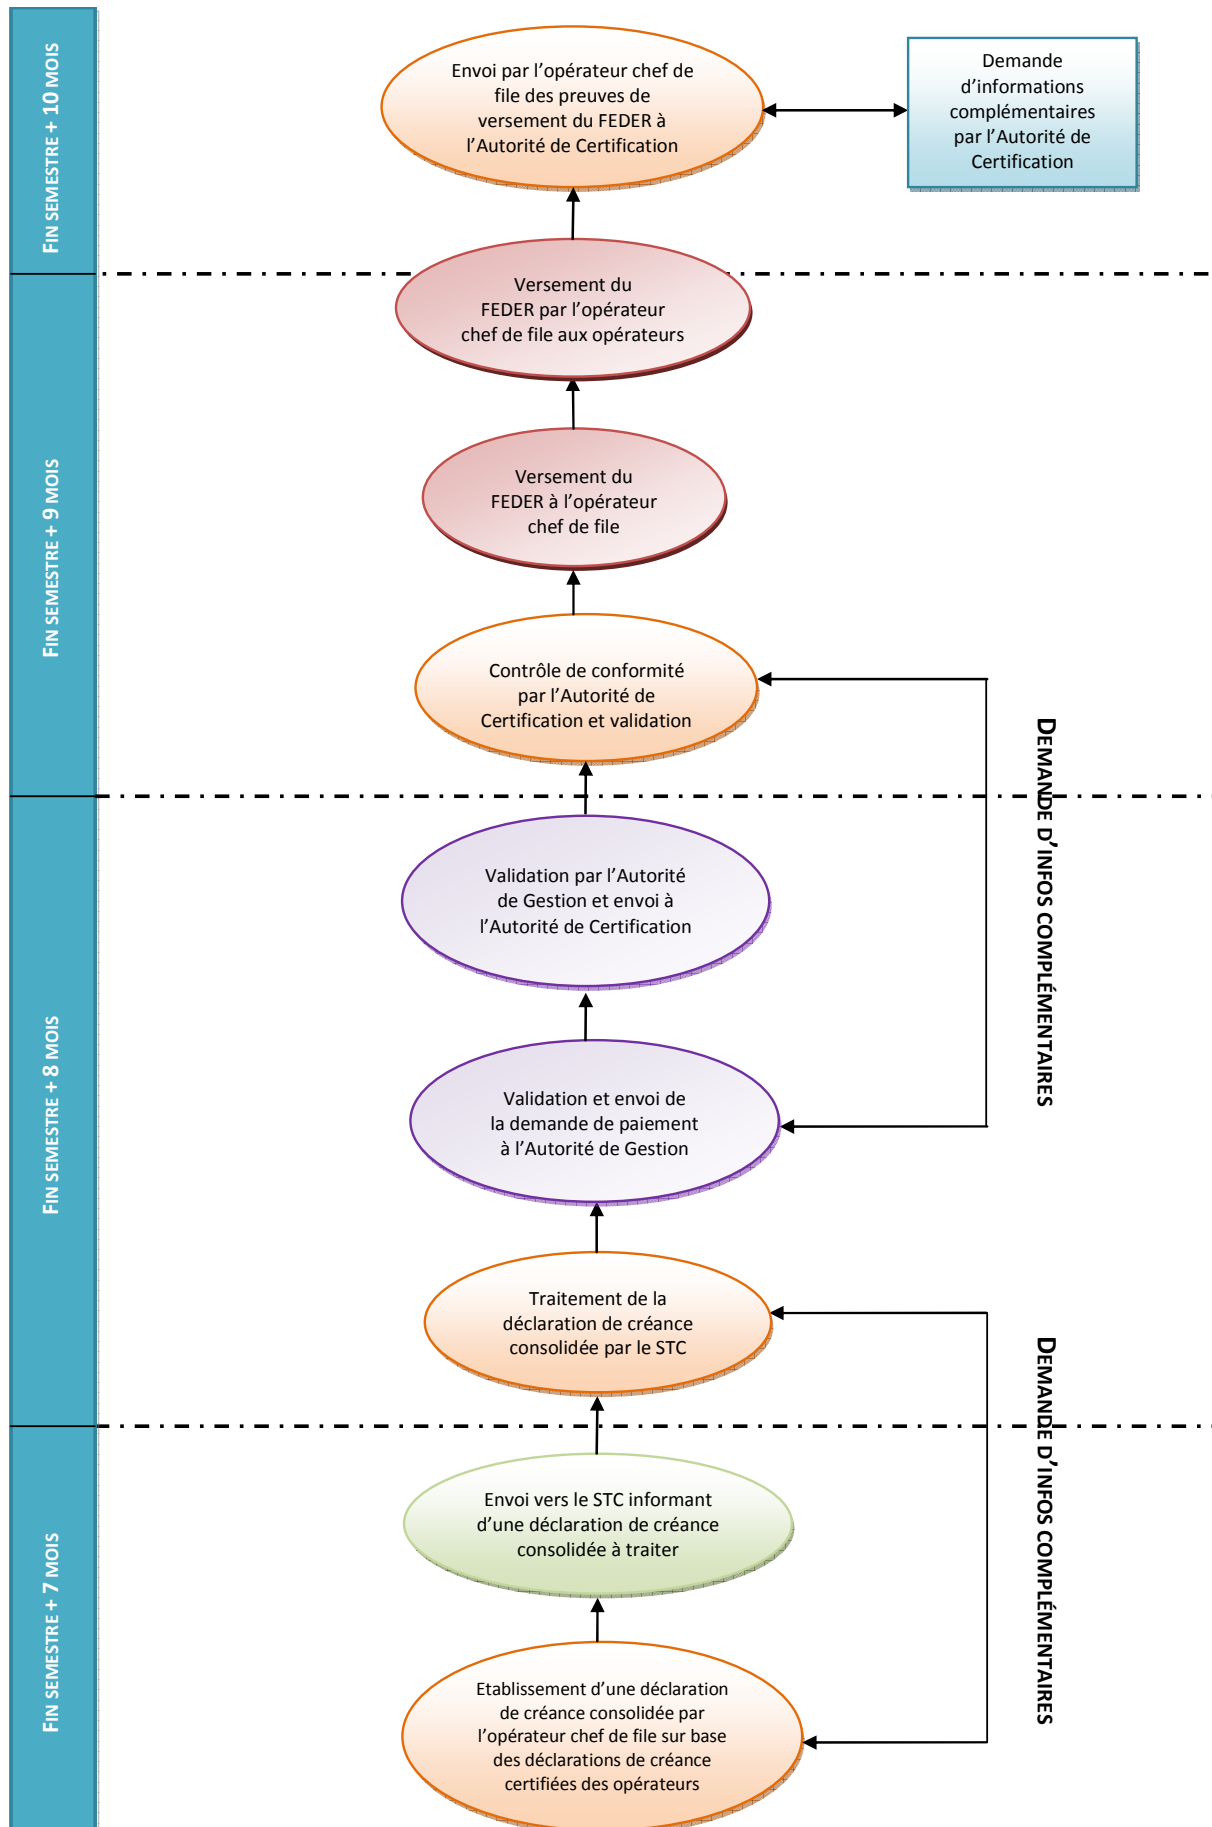 FIN SEMESTRE + 10 MOIS
Envoi par l’opérateur chef de
file des preuves de
versement du FEDER à
l’Autorité de Certification
Demande
d’informations
complémentaires
par l’Autorité de
Certification
FIN SEMESTRE + 9 MOIS
Versement du
FEDER par l’opérateur
chef de file aux opérateurs
Versement du
FEDER à l’opérateur
chef de file
Contrôle de conformité
par l’Autorité de
Certification et validation
DEMANDE D’INFOS COMPLÉMENTAIRES
FIN SEMESTRE + 8 MOIS
Validation par l’Autorité
de Gestion et envoi à
l’Autorité de Certification
Validation et envoi de
la demande de paiement
à l’Autorité de Gestion
Traitement de la
déclaration de créance
consolidée par le STC
DEMANDE D’INFOS COMPLÉMENTAIRES
FIN SEMESTRE + 7 MOIS
Envoi vers le STC informant
d’une déclaration de créance
consolidée à traiter
Etablissement d’une déclaration
de créance consolidée par
l’opérateur chef de file sur base
des déclarations de créance
certifiées des opérateurs